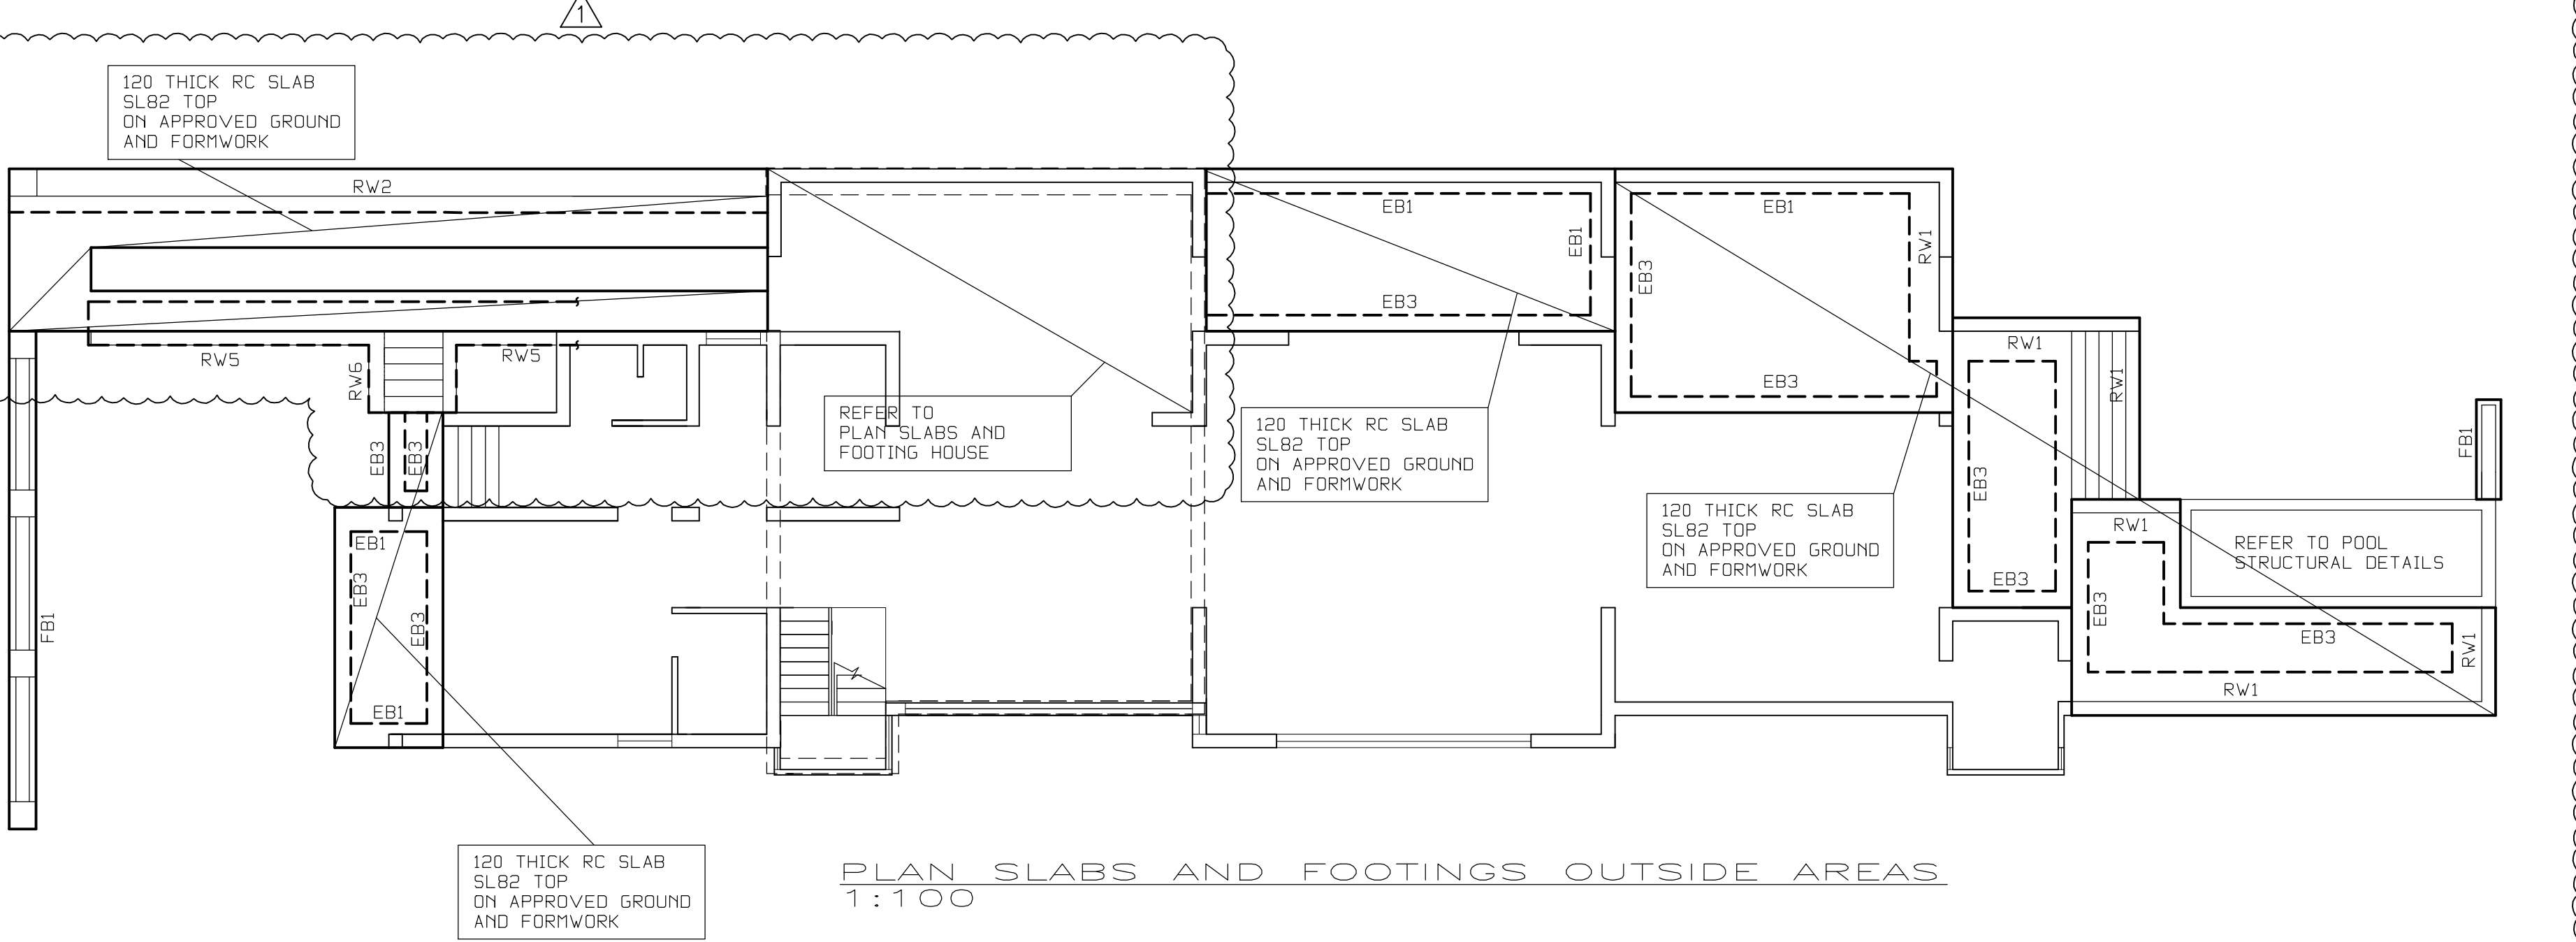 1
120 THICK RC SLAB
SL82 TOP
ON APPROVED GROUND
AND FORMWORK
RW2
EB1
EB1
EB3
EB1
RW1
EB3
EB3
RW5
RW6
RW5
RW1
RW1
EB3
EB3
EB3
EB3
REFER TO
PLAN SLABS AND
FOOTING HOUSE
120 THICK RC SLAB
SL82 TOP
ON APPROVED GROUND
AND FORMWORK
120 THICK RC SLAB
SL82 TOP
ON APPROVED GROUND
AND FORMWORK
FB1
RW1
REFER TO POOL
STRUCTURAL DETAILS
EB3
EB3
RW1
RW1
FB1
EB1
EB3
EB3
EB1
120 THICK RC SLAB
SL82 TOP
ON APPROVED GROUND
AND FORMWORK
PLAN SLABS AND FOOTINGS OUTSIDE AREAS
1:100